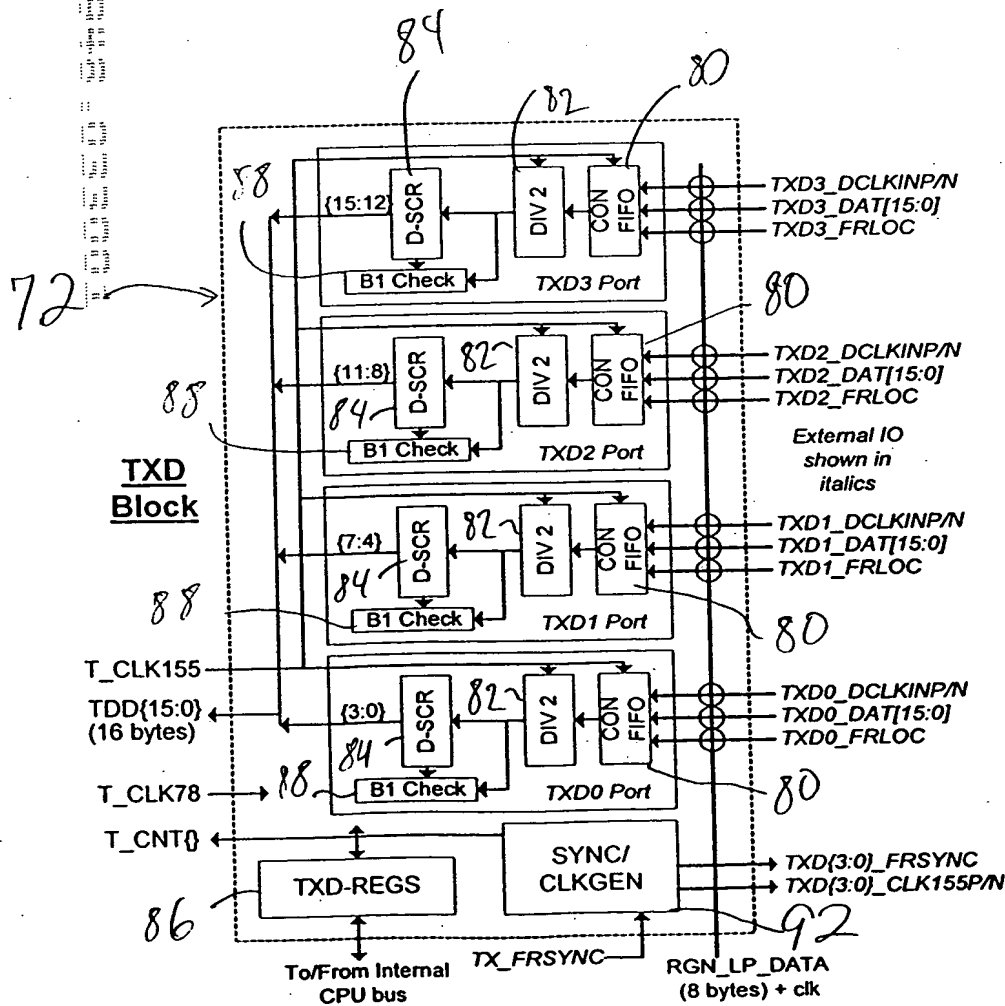 84
82
80
58
{15:12}
D-SCR
DIV 2
CON FIFO
TXD3_DCLKINP/N
TXD3_DAT[15:0]
TXD3_FRLOC
B1 Check
TXD3 Port
72
80
82
{11:8}
D-SCR
DIV 2
CON FIFO
TXD2_DCLKINP/N
TXD2_DAT[15:0]
TXD2_FRLOC
88
84
B1 Check
TXD2 Port
External IO
shown in
italics
TXD
Block
82
{7:4}
D-SCR
DIV 2
CON FIFO
TXD1_DCLKINP/N
TXD1_DAT[15:0]
TXD1_FRLOC
84
88
B1 Check
TXD1 Port
80
T_CLK155
TDD{15:0}
(16 bytes)
82
{3:0}
D-SCR
DIV 2
CON FIFO
TXD0_DCLKINP/N
TXD0_DAT[15:0]
TXD0_FRLOC
84
T_CLK78
88
B1 Check
TXD0 Port
80
T_CNT{}
TXD-REGS
SYNC/
CLKGEN
TXD{3:0}_FRSYNC
TXD{3:0}_CLK155P/N
86
92
TX_FRSYNC
To/From Internal
CPU bus
RGN_LP_DATA
(8 bytes) + clk